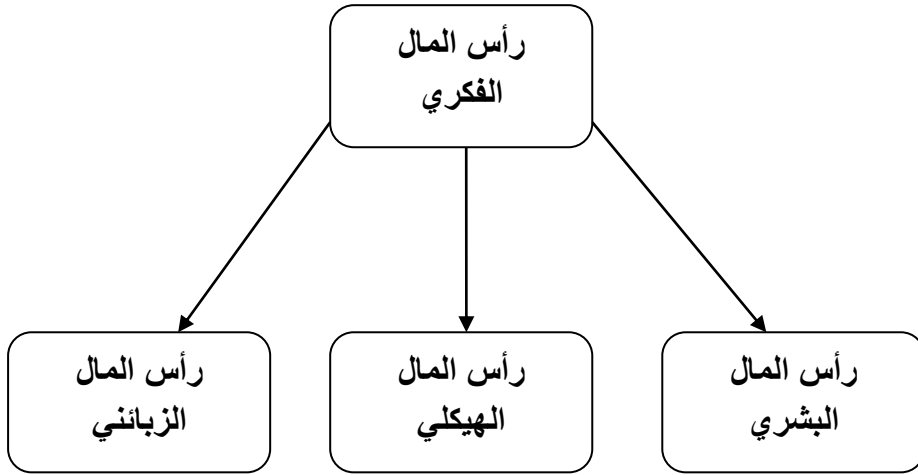 رأس المال
الفكري
رأس المال
البشري
رأس المال
الهيكلي
رأس المال
الزبائني